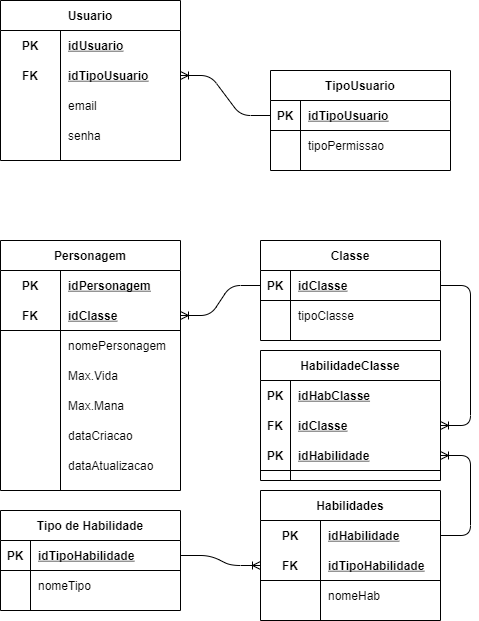 Usuario
PK idUsuario
FK idTipoUsuario
email
senha
TipoUsuario
PK idTipoUsuario
tipoPermissao
Personagem
PK idPersonagem
FK idClasse
nomePersonagem
Max.Vida
Max.Mana
dataCriacao
dataAtualizacao
Classe
PK idClasse
tipoClasse
HabilidadeClasse
PK idHabClasse
FK idClasse
PK idHabilidade
Tipo de Habilidade
PK idTipoHabilidade
nomeTipo
Habilidades
PK idHabilidade
FK idTipoHabilidade
nomeHab